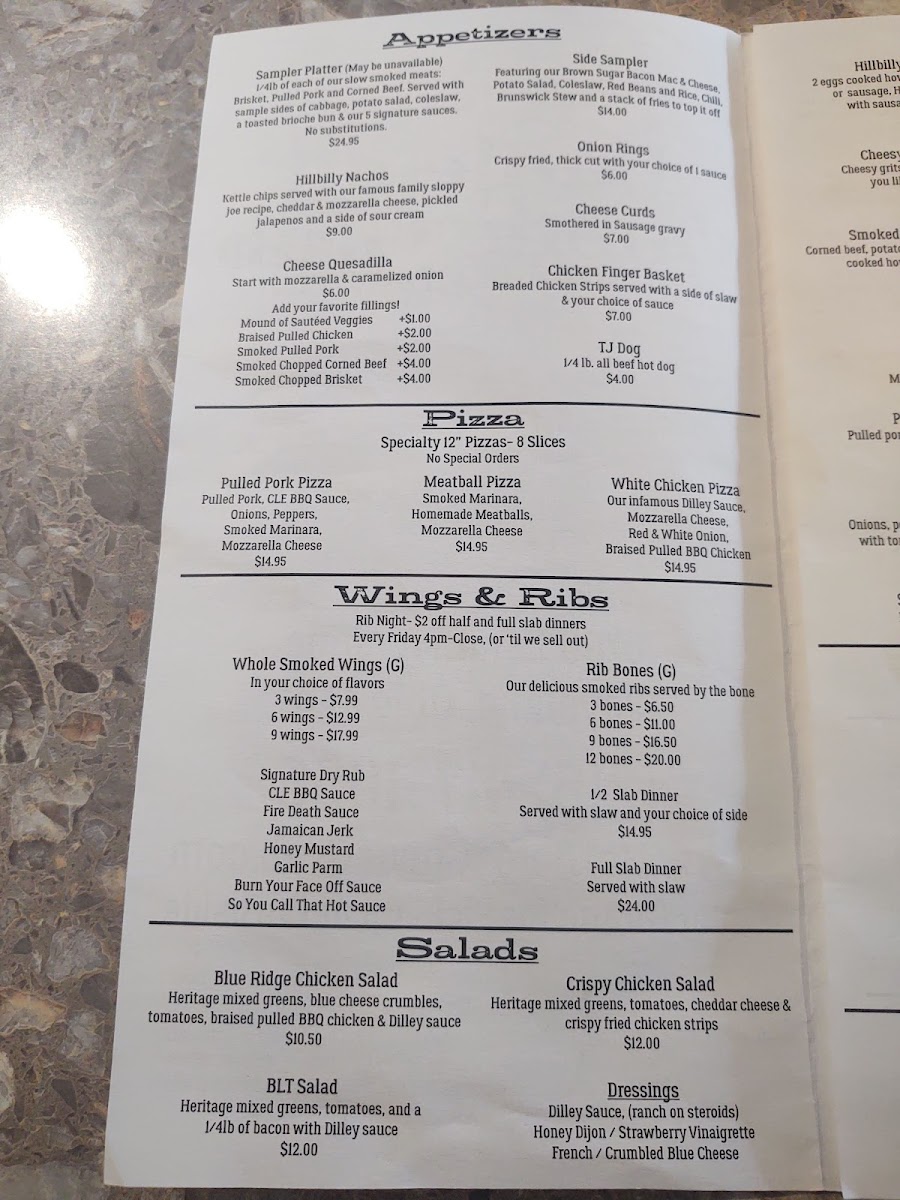 Appetizers
Sampler Platter (May be unavailable)
1/4lb of each of our slow smoked meats:
Brisket, Pulled Pork and Corned Beef. Served with
sample sides of cabbage, potato salad, coleslaw,
a toasted brioche bun & our 5 signature sauces.
No substitutions.
$24.95
Hillbilly Nachos
Kettle chips served with our famous family sloppy
joe recipe, cheddar & mozzarella cheese, pickled
jalapenos and a side of sour cream
$9.00
Cheese Quesadilla
Start with mozzarella & caramelized onion
$6.00
Add your favorite fillings!
Mound of Sautéed Veggies +$1.00
Braised Pulled Chicken +$2.00
Smoked Pulled Pork +$2.00
Smoked Chopped Corned Beef +$4.00
Smoked Chopped Brisket +$4.00
Side Sampler
Featuring our Brown Sugar Bacon Mac & Cheese,
Potato Salad, Coleslaw, Red Beans and Rice, Chili,
Brunswick Stew and a stack of fries to top it off
$14.00
Onion Rings
Crispy fried, thick cut with your choice of 1 sauce
$6.00
Cheese Curds
Smothered in Sausage gravy
$7.00
Chicken Finger Basket
Breaded Chicken Strips served with a side of slaw
& your choice of sauce
$7.00
TJ Dog
1/4 lb. all beef hot dog
$4.00
Pizza
Specialty 12" Pizzas- 8 Slices
No Special Orders
Pulled Pork Pizza
Pulled Pork, CLE BBQ Sauce,
Onions, Peppers,
Smoked Marinara,
Mozzarella Cheese
$14.95
Meatball Pizza
Smoked Marinara,
Homemade Meatballs,
Mozzarella Cheese
$14.95
White Chicken Pizza
Our infamous Dilley Sauce,
Mozzarella Cheese,
Red & White Onion,
Braised Pulled BBQ Chicken
$14.95
Wings & Ribs
Rib Night- $2 off half and full slab dinners
Every Friday 4pm-Close, (or 'til we sell out)
Whole Smoked Wings (G)
In your choice of flavors
3 wings - $7.99
6 wings - $12.99
9 wings - $17.99
Signature Dry Rub
CLE BBQ Sauce
Fire Death Sauce
Jamaican Jerk
Honey Mustard
Garlic Parm
Burn Your Face Off Sauce
So You Call That Hot Sauce
Rib Bones (G)
Our delicious smoked ribs served by the bone
3 bones - $6.50
6 bones - $11.00
9 bones - $16.50
12 bones - $20.00
1/2 Slab Dinner
Served with slaw and your choice of side
$14.95
Full Slab Dinner
Served with slaw
$24.00
Salads
Blue Ridge Chicken Salad
Heritage mixed greens, blue cheese crumbles,
tomatoes, braised pulled BBQ chicken & Dilley sauce
$10.50
BLT Salad
Heritage mixed greens, tomatoes, and a
1/4lb of bacon with Dilley sauce
$12.00
Crispy Chicken Salad
Heritage mixed greens, tomatoes, cheddar cheese &
crispy fried chicken strips
$12.00
Dressings
Dilley Sauce, (ranch on steroids)
Honey Dijon / Strawberry Vinaigrette
French / Crumbled Blue Cheese
Hillbilly
2 eggs cooked
or sausage,
with
Cheesy
Cheesy
you
Smoked
Corned beef,
cooked
Pulled
Onions,
with